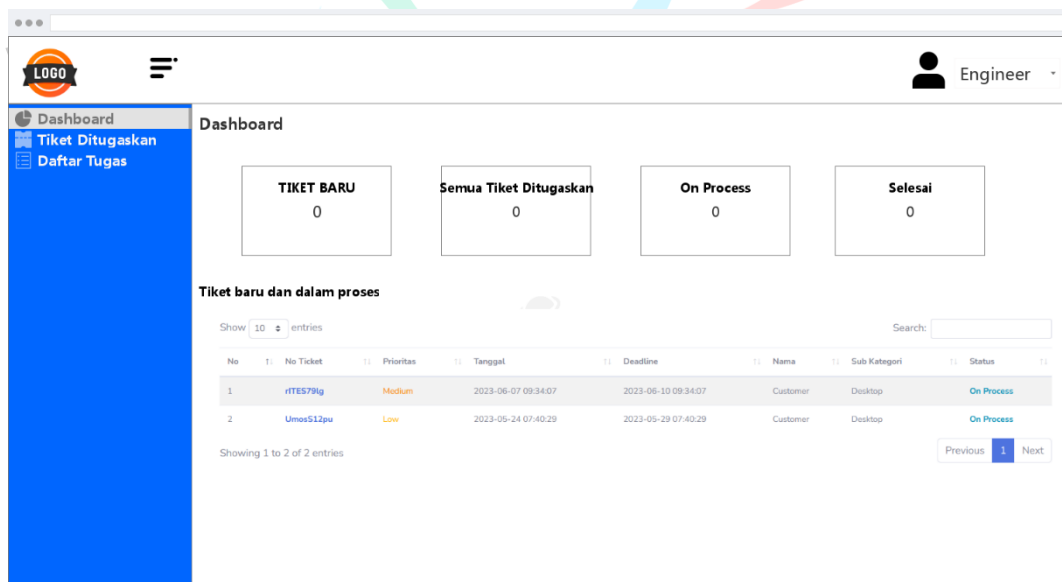 LOGO
Engineer
Dashboard
Tiket Ditugaskan
Daftar Tugas
Dashboard
TIKET BARU
0
Semua Tiket Ditugaskan
0
On Process
0
Selesai
0
Tiket baru dan dalam proses
Show 10 entries Search:
No No Ticket Prioritas Tanggal Deadline Nama Sub Kategori Status
1 rITES79lg Medium 2023-06-07 09:34:07 2023-06-10 09:34:07 Customer Desktop On Process
2 UmosS12pu Low 2023-05-24 07:40:29 2023-05-29 07:40:29 Customer Desktop On Process
Showing 1 to 2 of 2 entries Previous 1 Next